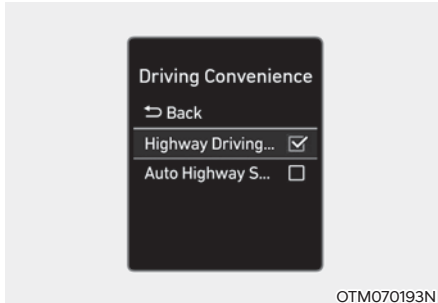 Driving Convenience
Back
Highway Driving...
Auto Highway S...
OTM070193N